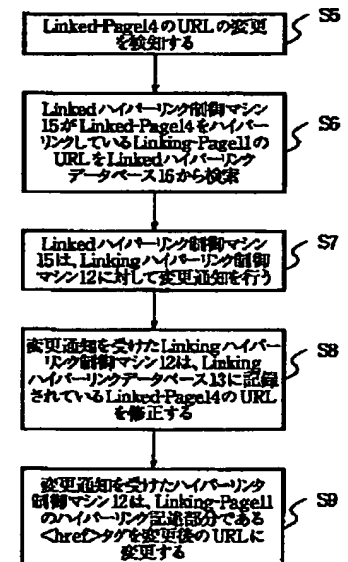 Linked-Page14のURLの変更
を検知する
S5
Linkedハイパーリンク制御マシン
15がLinked-Page14をハイパー
リンクしているLinking-Page11の
URLをLinkedハイパーリンク
データベース16から検索
S6
Linkedハイパーリンク制御マシン
15は、Linkingハイパーリンク制御
マシン12に対して変更通知を行う
S7
変更通知を受けたLinkingハイパー
リンク制御マシン12は、Linking
ハイパーリンクデータベース13に記録
されているLinked-Page14のURL
を修正する
S8
変更通知を受けたハイパーリンク
制御マシン12は、Linking-Page11
のハイパーリンク記述部分である
<href>タグを変更後のURLに
変更する
S9